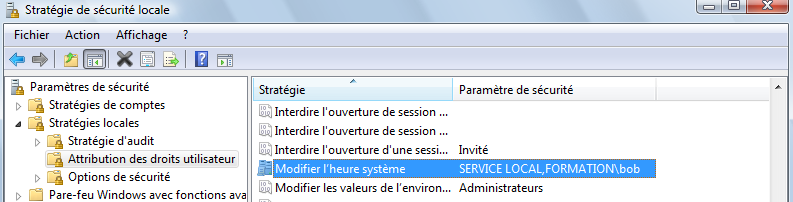 Stratégie de sécurité locale
Fichier Action Affichage ?
Paramètres de sécurité
Stratégies de comptes
Stratégies locales
Stratégie d'audit
Attribution des droits utilisateur
Options de sécurité
Pare-feu Windows avec fonctions ava
Stratégie Paramètre de sécurité
Interdire l'ouverture de session ...
Interdire l'ouverture de session ...
Interdire l'ouverture d'une sessi... Invité
Modifier l'heure système SERVICE LOCAL,FORMATION\bob
Modifier les valeurs de l'environ... Administrateurs